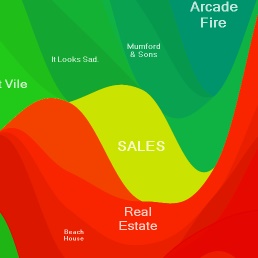 Arcade
Fire
Mumford
& Sons
It Looks Sad.
t Vile
SALES
Real
Estate
Beach
House